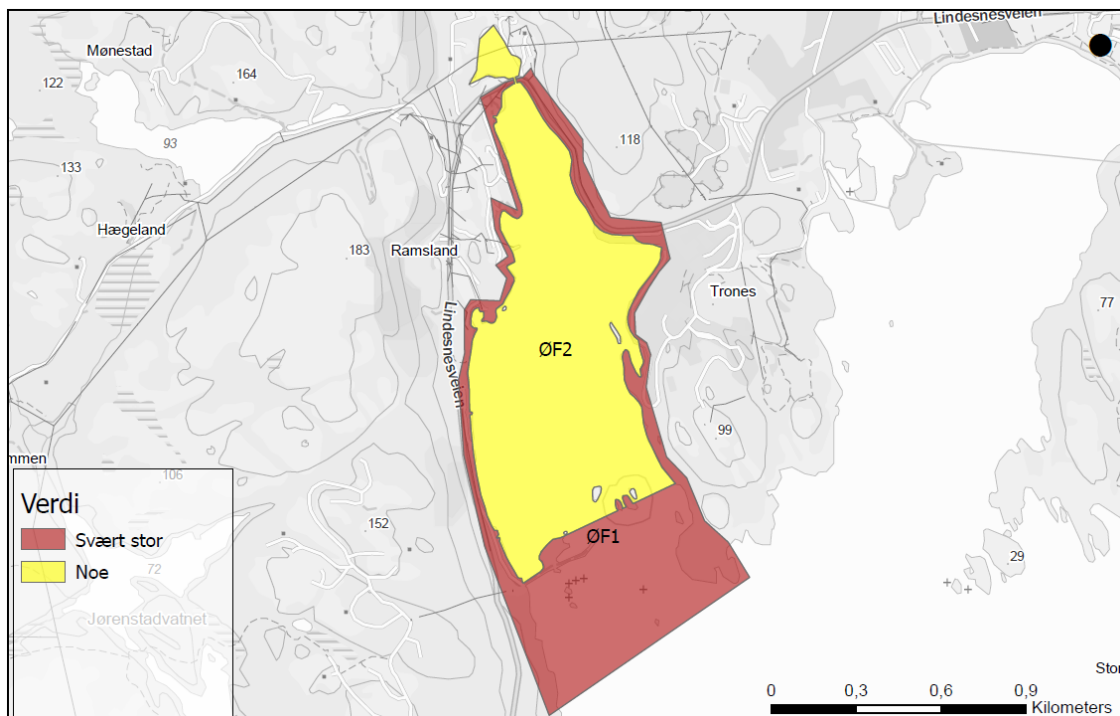 Lindesnesveien
Mønestad
122
164
93
118
133
Hægeland
183
Ramsland
Trones
77
Lindesnesveien
ØF2
99
mmen
106
Verdi
152
ØF1
Svært stor
29
Noe
72
Jørenstadvatnet
Stor
0 0,3 0,6 0,9
Kilometers